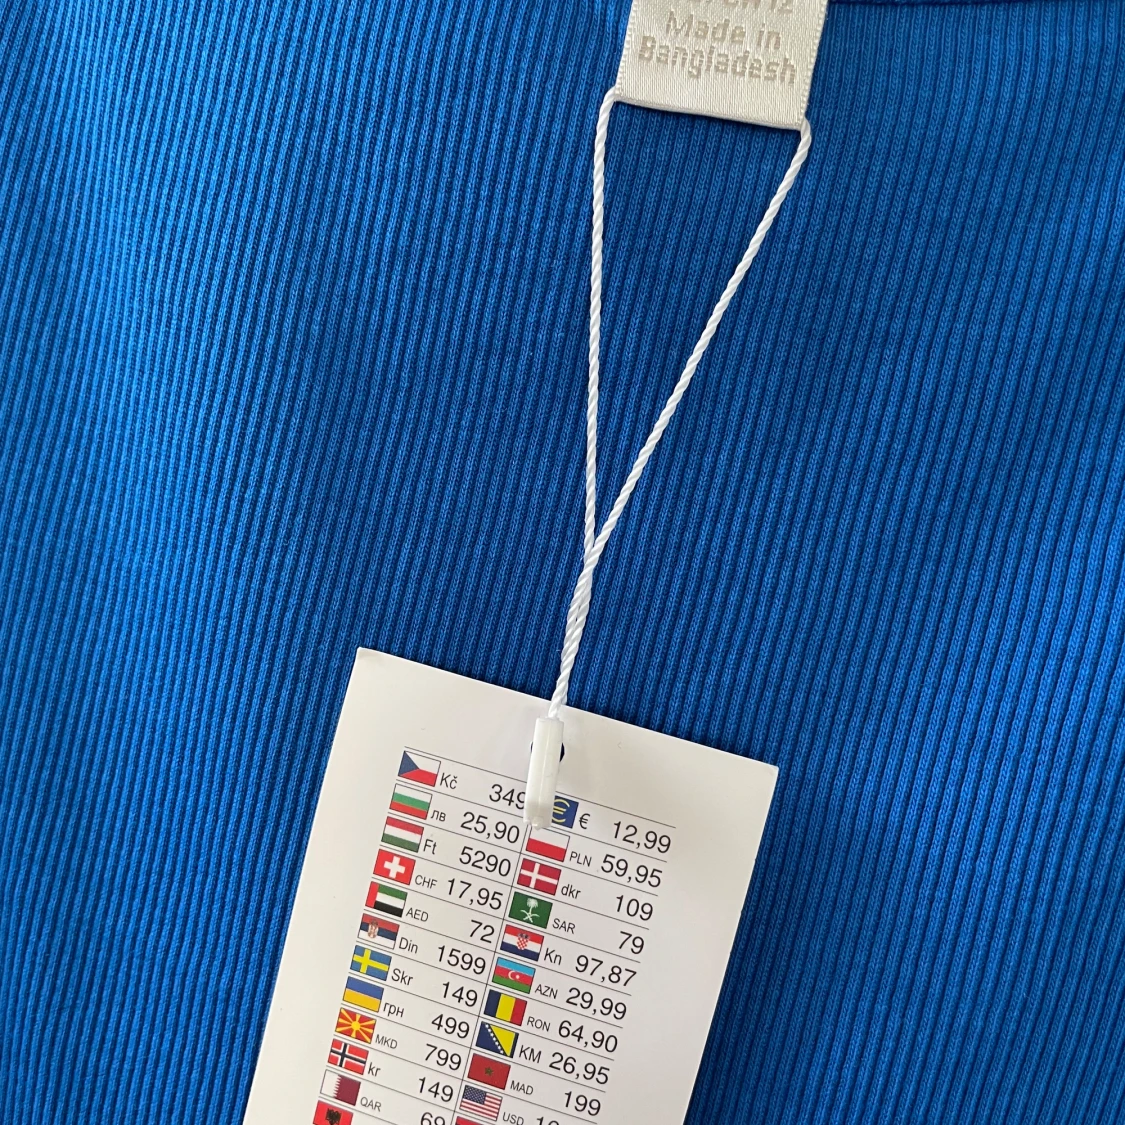 Made in
Bangladesh
Kč 349
€ 12,99
лв 25,90
PLN 59,95
Ft 5290
dkr 109
CHF 17,95
SAR 79
AED 72
Kn 97,87
Din 1599
AZN 29,99
Skr 149
RON 64,90
грн 499
KM 26,95
MKD 799
MAD 199
kr 149
USD
QAR